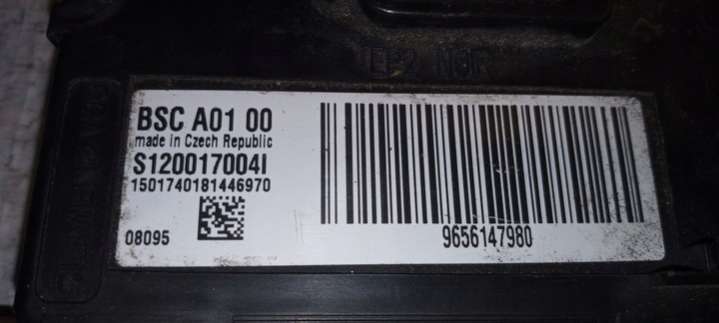 BSC A01 00
made in Czech Republic
S120017004I
1501740181446970
08095
9656147980